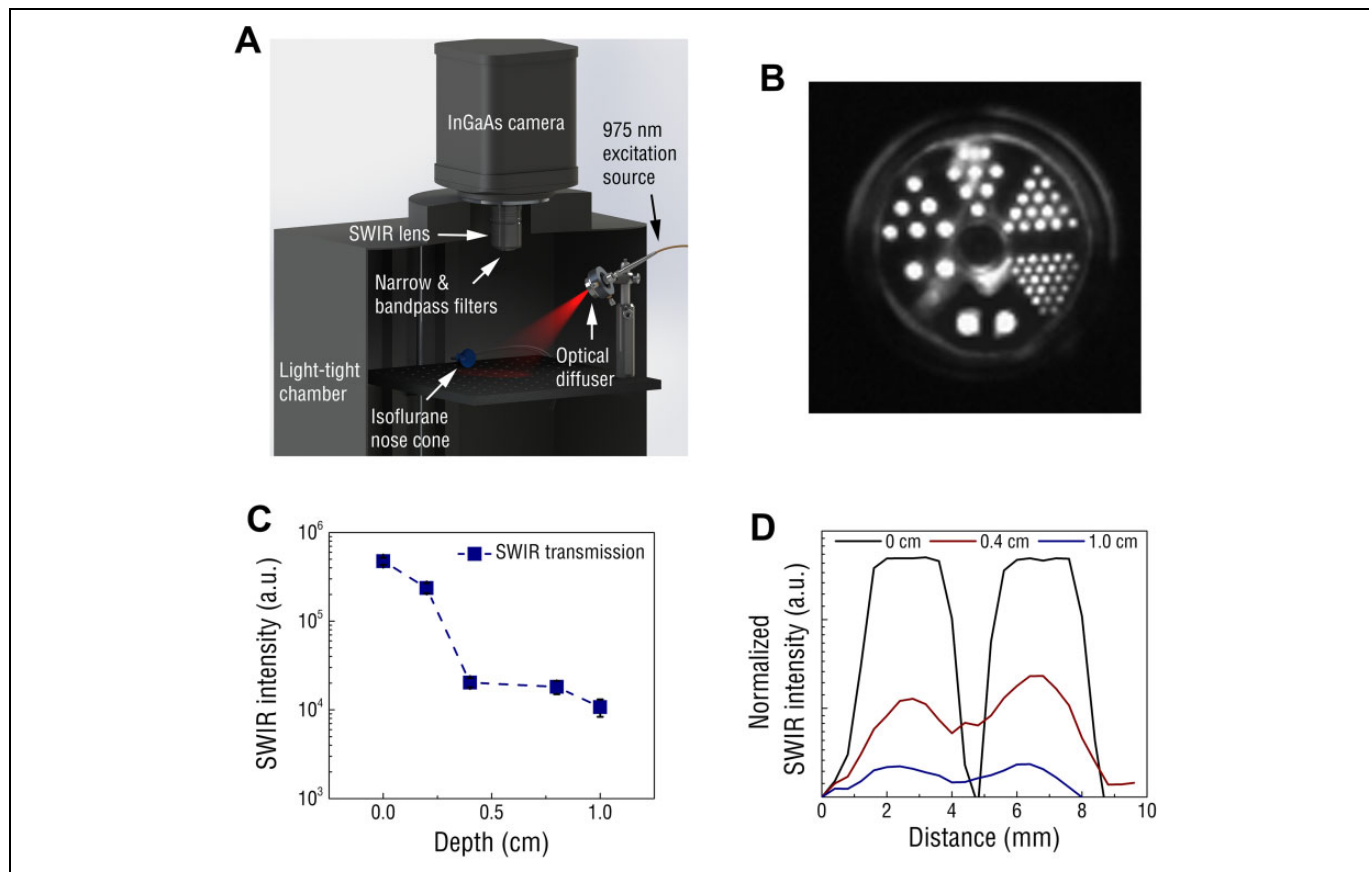 A
InGaAs camera
975 nm
excitation
source
SWIR lens
Narrow &
bandpass filters
Light-tight
chamber
Optical
diffuser
Isoflurane
nose cone
B
C
10^6
10^5
10^4
10^3
SWIR transmission
SWIR intensity (a.u.)
0.0
0.5
1.0
Depth (cm)
D
0 cm
0.4 cm
1.0 cm
Normalized
SWIR intensity (a.u.)
0
2
4
6
8
10
Distance (mm)